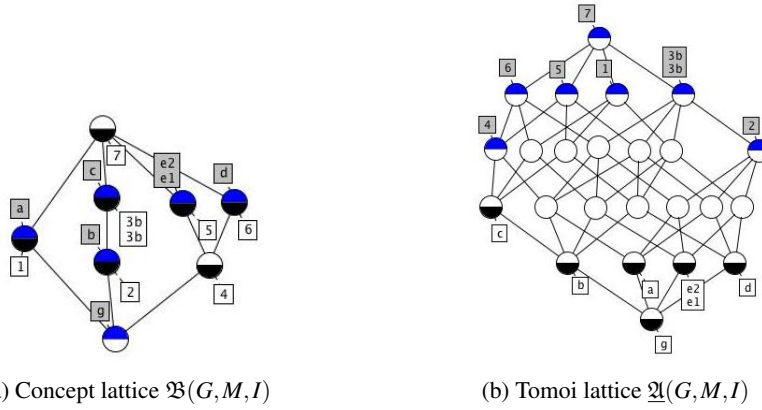 7
3b
3b
6
5
1
4
2
c
e2
e1
d
7
a
3b
3b
5
6
b
c
1
2
4
g
b
a
e2
e1
d
g
) Concept lattice 𝔅(G,M,I)
(b) Tomoi lattice 𝔄(G,M,I)